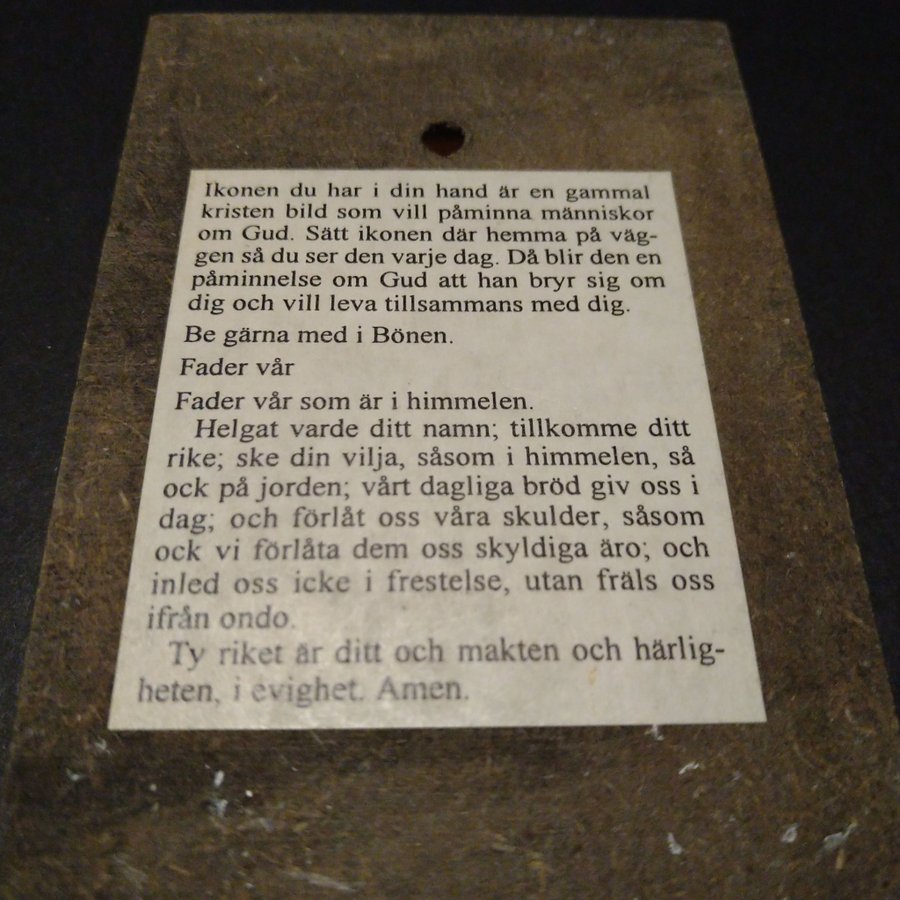 Ikonen du har i din hand är en gammal
kristen bild som vill påminna människor
om Gud. Sätt ikonen där hemma på väg-
gen så du ser den varje dag. Då blir den en
påminnelse om Gud att han bryr sig om
dig och vill leva tillsammans med dig.
Be gärna med i Bönen.
Fader vår
Fader vår som är i himmelen.
Helgat varde ditt namn; tillkomme ditt
rike; ske din vilja, såsom i himmelen, så
ock på jorden; vårt dagliga bröd giv oss i
dag; och förlåt oss våra skulder, såsom
ock vi förlåta dem oss skyldiga äro; och
inled oss icke i frestelse, utan fräls oss
ifrån ondo.
Ty riket är ditt och makten och härlig-
heten, i evighet. Amen.